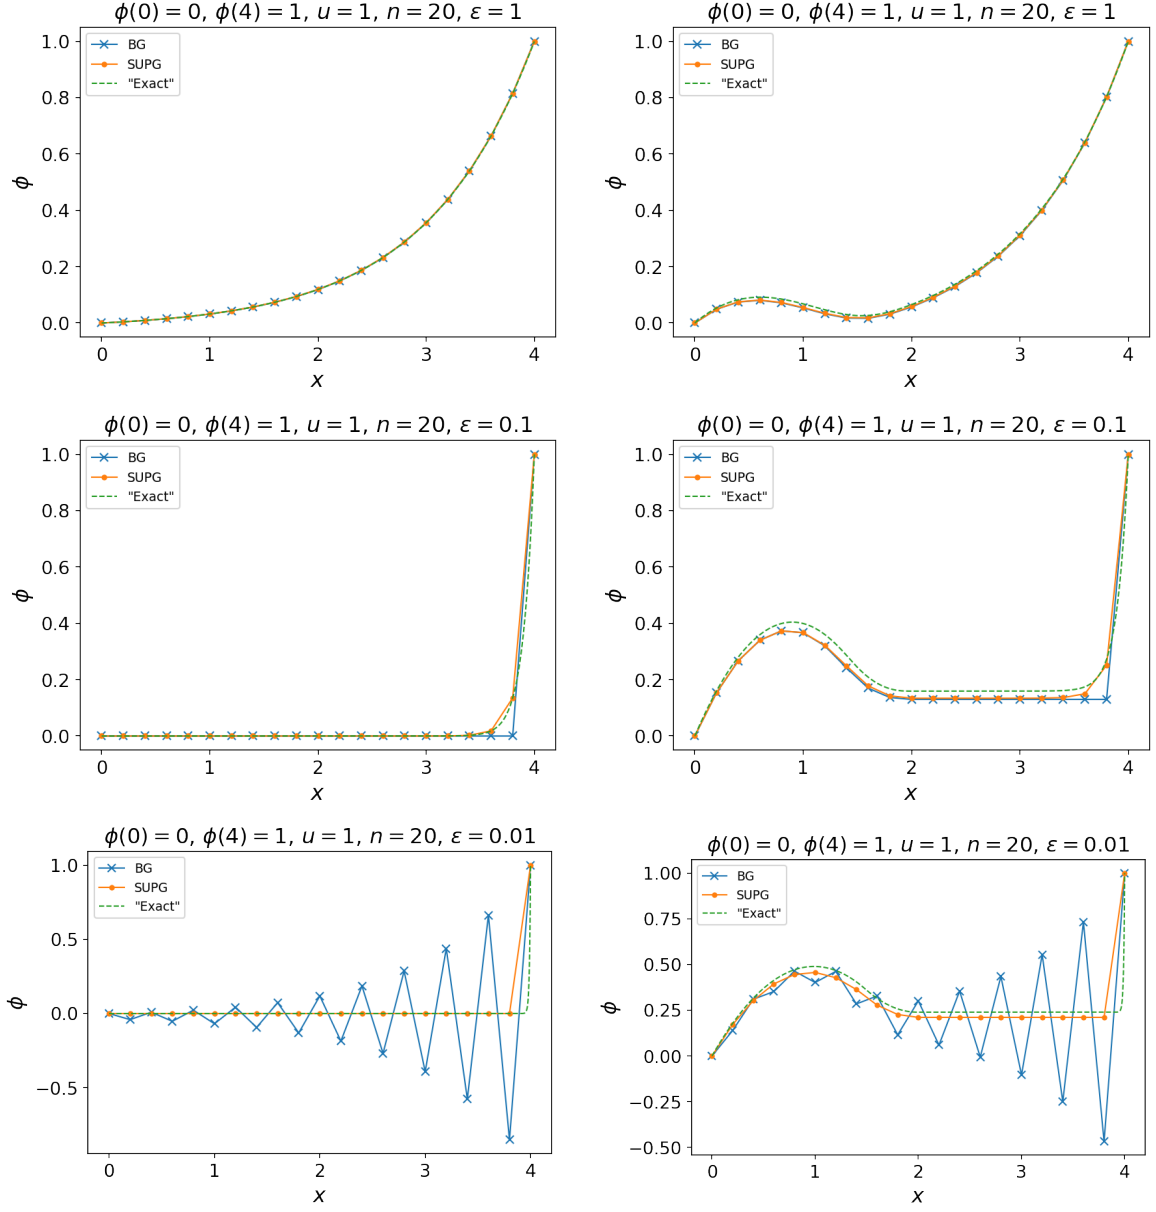 ϕ(0) = 0, ϕ(4) = 1, u = 1, n = 20, ε = 1
BG
SUPG
"Exact"
1.0
0.8
0.6
0.4
0.2
0.0
ϕ
0 1 2 3 4
x
ϕ(0) = 0, ϕ(4) = 1, u = 1, n = 20, ε = 1
BG
SUPG
"Exact"
1.0
0.8
0.6
0.4
0.2
0.0
ϕ
0 1 2 3 4
x
ϕ(0) = 0, ϕ(4) = 1, u = 1, n = 20, ε = 0.1
BG
SUPG
"Exact"
1.0
0.8
0.6
0.4
0.2
0.0
ϕ
0 1 2 3 4
x
ϕ(0) = 0, ϕ(4) = 1, u = 1, n = 20, ε = 0.1
BG
SUPG
"Exact"
1.0
0.8
0.6
0.4
0.2
0.0
ϕ
0 1 2 3 4
x
ϕ(0) = 0, ϕ(4) = 1, u = 1, n = 20, ε = 0.01
BG
SUPG
"Exact"
1.0
0.5
0.0
−0.5
ϕ
0 1 2 3 4
x
ϕ(0) = 0, ϕ(4) = 1, u = 1, n = 20, ε = 0.01
BG
SUPG
"Exact"
1.00
0.75
0.50
0.25
0.00
−0.25
−0.50
ϕ
0 1 2 3 4
x